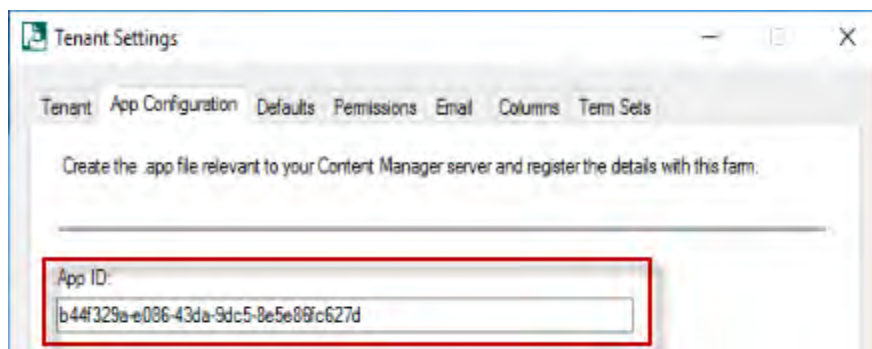 Tenant Settings
Tenant App Configuration Defaults Permissions Email Columns Term Sets
Create the .app file relevant to your Content Manager server and register the details with this farm.
App ID:
b44f329a-e086-43da-9dc5-8e5e86fc627d